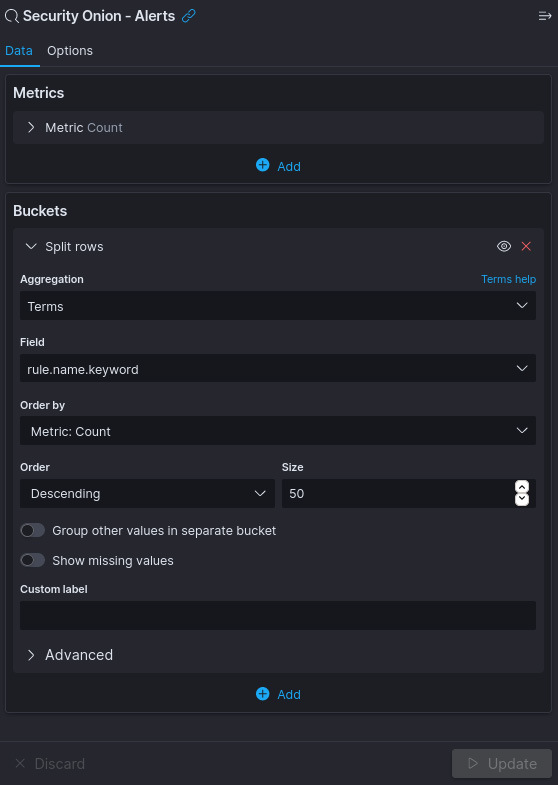 Security Onion - Alerts
Data Options
Metrics
Metric Count
Add
Buckets
Split rows
Aggregation Terms help
Terms
Field
rule.name.keyword
Order by
Metric: Count
Order Size
Descending 50
Group other values in separate bucket
Show missing values
Custom label
Advanced
Add
Discard Update